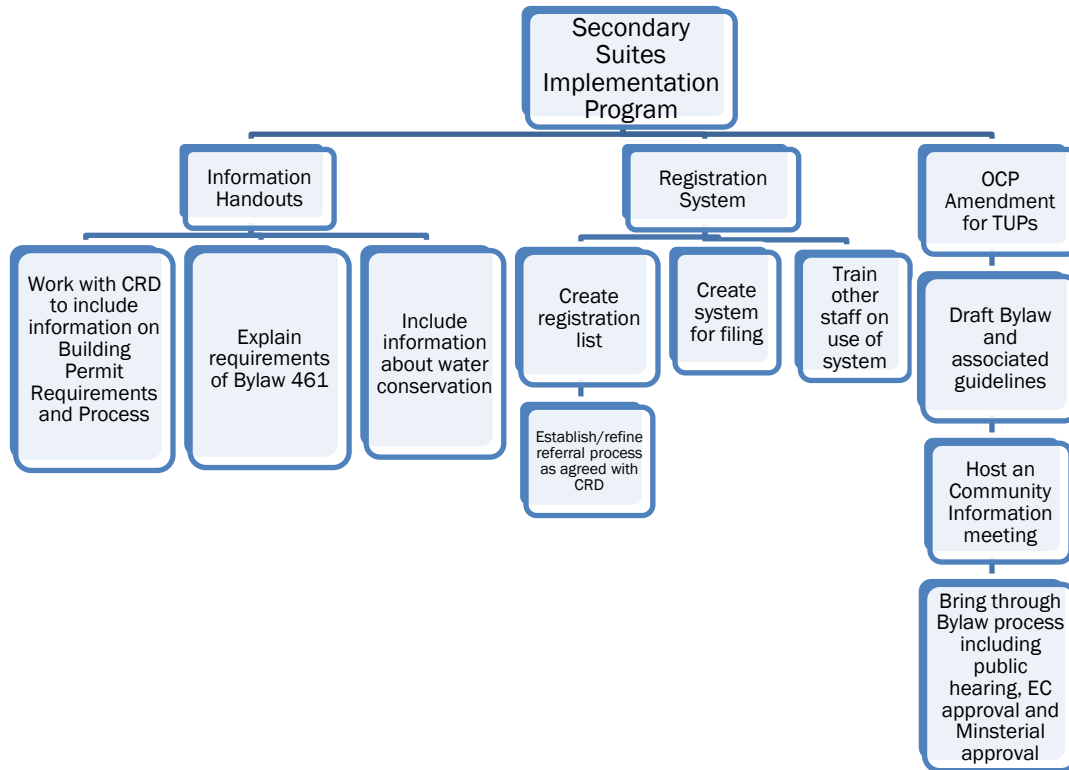 Secondary
Suites
Implementation
Program
Information
Handouts
Registration
System
OCP
Amendment
for TUPs
Work with CRD
to include
information on
Building
Permit
Requirements
and Process
Explain
requirements
of Bylaw 461
Include
information
about water
conservation
Create
registration
list
Create
system
for filing
Train
other
staff on
use of
system
Draft Bylaw
and
associated
guidelines
Establish/refine
referral process
as agreed with
CRD
Host an
Community
Information
meeting
Bring through
Bylaw process
including
public
hearing, EC
approval and
Minsterial
approval